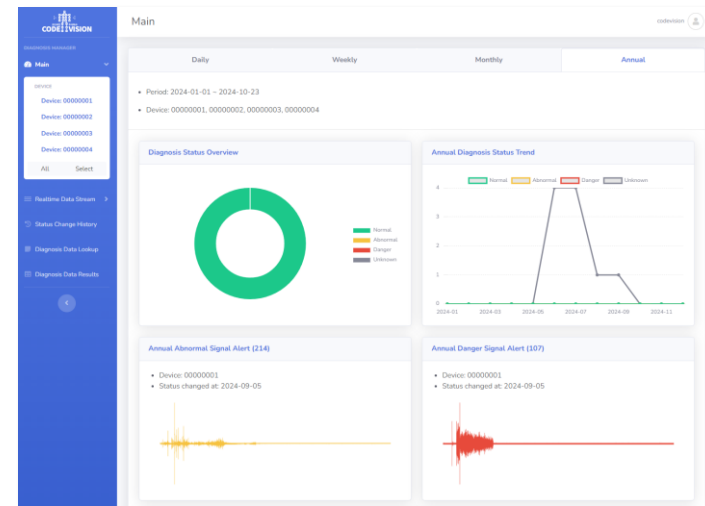 CODEVISION
Main
codevision
DIAGNOSIS MANAGER
Main
DEVICE
Device: 00000001
Device: 00000002
Device: 00000003
Device: 00000004
All Select
Realtime Data Stream
Status Change History
Diagnosis Data Lookup
Diagnosis Data Results
Daily Weekly Monthly Annual
Period: 2024-01-01 ~ 2024-10-23
Device: 00000001, 00000002, 00000003, 00000004
Diagnosis Status Overview
Normal
Abnormal
Danger
Unknown
Annual Diagnosis Status Trend
Normal Abnormal Danger Unknown
4
3
2
1
0
2024-01 2024-03 2024-05 2024-07 2024-09 2024-11
Annual Abnormal Signal Alert (214)
Device: 00000001
Status changed at: 2024-09-05
Annual Danger Signal Alert (107)
Device: 00000001
Status changed at: 2024-09-05